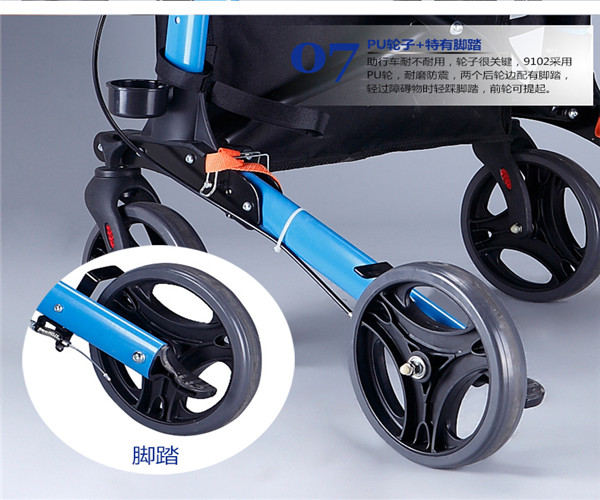 07
PU轮子+特有脚踏
助行车耐不耐用，轮子很关键，9102采用
PU轮，耐磨防震，两个后轮边配有脚踏，
轻过障碍物时轻踩脚踏，前轮可提起。
脚踏